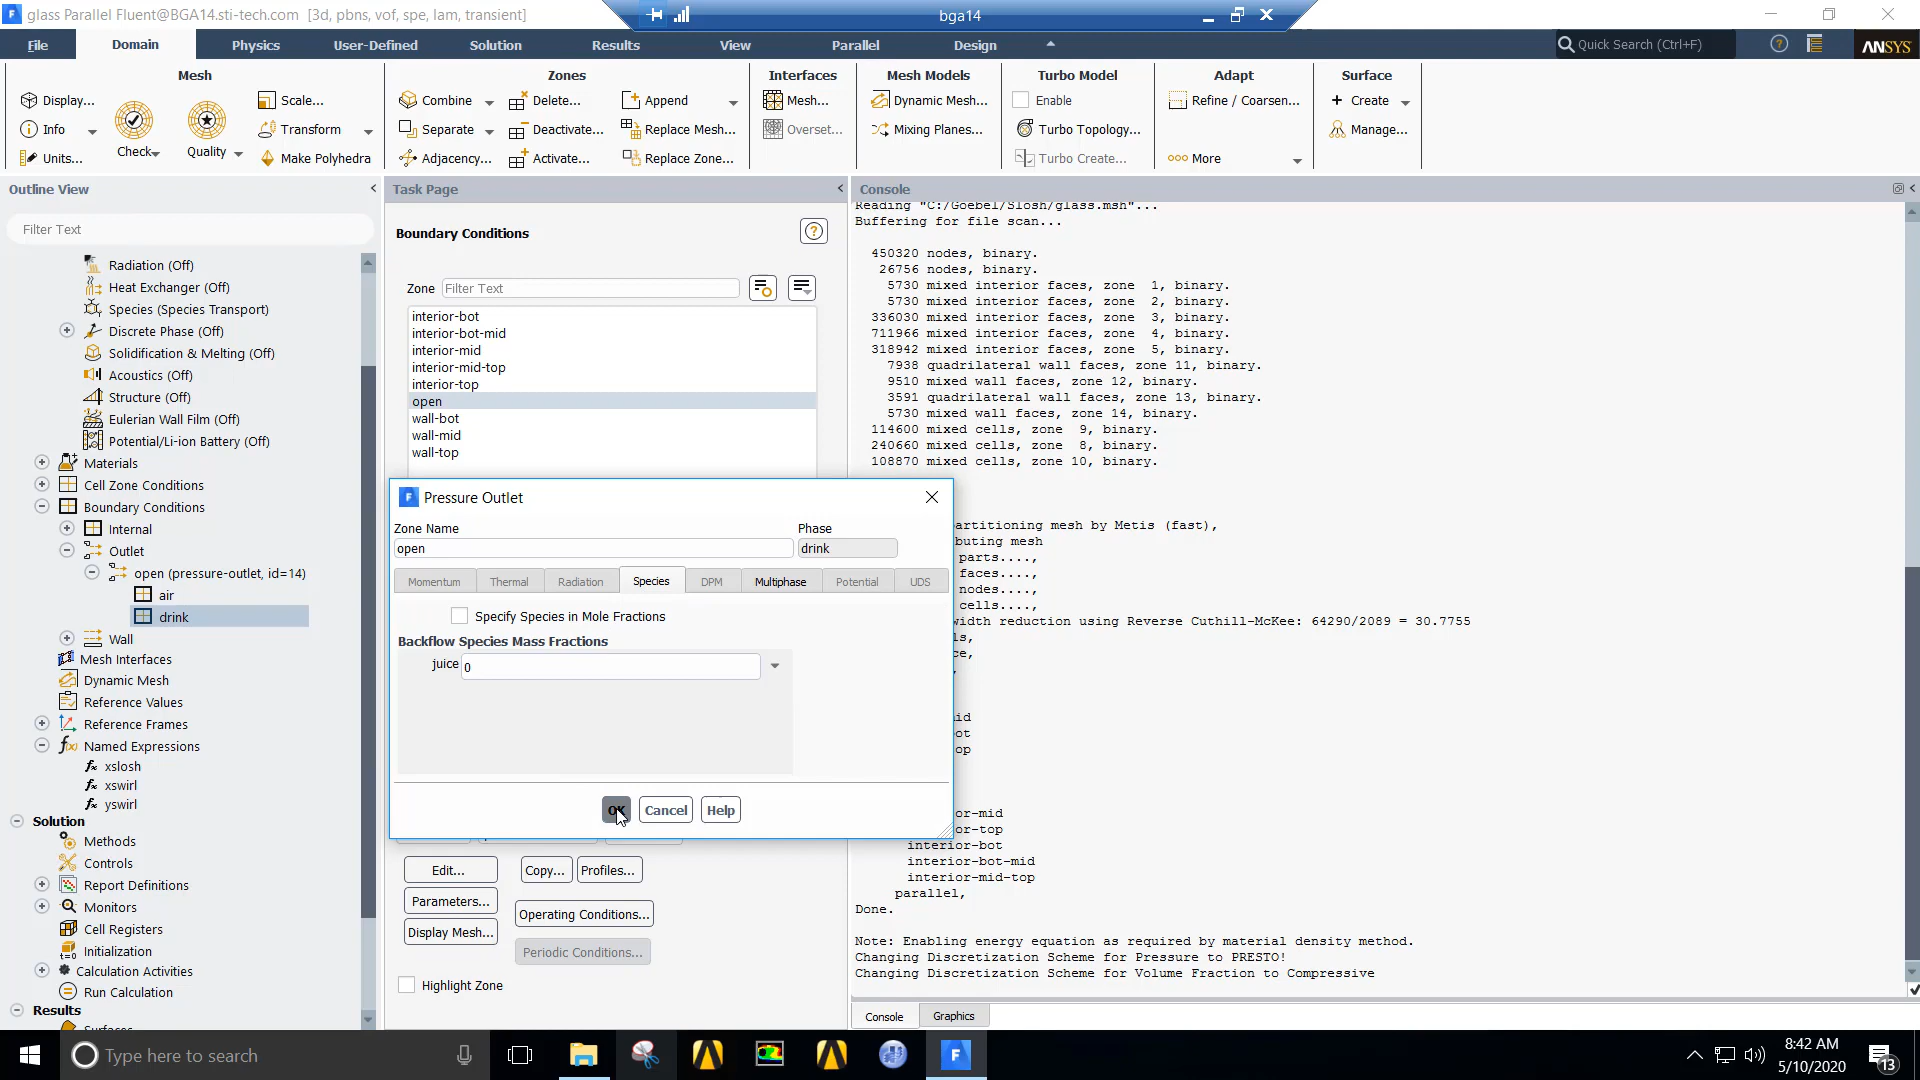 glass Parallel Fluent@BGA14.sti-tech.com [3d, pbns, vof, spe, lam, transient]
bga14
File
Domain
Physics
User-Defined
Solution
Results
View
Parallel
Design
Quick Search (Ctrl+F)
ANSYS
Mesh
Zones
Interfaces
Mesh Models
Turbo Model
Adapt
Surface
Display...
Info
Units...
Check
Quality
Scale...
Transform
Make Polyhedra
Combine
Separate
Adjacency...
Delete...
Deactivate...
Activate...
Append
Replace Mesh...
Replace Zone...
Mesh...
Overset...
Dynamic Mesh...
Mixing Planes...
Enable
Turbo Topology...
Turbo Create...
Refine / Coarsen...
More
Create
Manage...
Outline View
Filter Text
Radiation (Off)
Heat Exchanger (Off)
Species (Species Transport)
Discrete Phase (Off)
Solidification & Melting (Off)
Acoustics (Off)
Structure (Off)
Eulerian Wall Film (Off)
Potential/Li-ion Battery (Off)
Materials
Cell Zone Conditions
Boundary Conditions
Internal
Outlet
open (pressure-outlet, id=14)
air
drink
Wall
Mesh Interfaces
Dynamic Mesh
Reference Values
Reference Frames
Named Expressions
xslosh
xswirl
yswirl
Solution
Methods
Controls
Report Definitions
Monitors
Cell Registers
Initialization
Calculation Activities
Run Calculation
Results
Surfaces
Task Page
Boundary Conditions
Zone
Filter Text
interior-bot
interior-bot-mid
interior-mid
interior-mid-top
interior-top
open
wall-bot
wall-mid
wall-top
Pressure Outlet
Zone Name
Phase
open
drink
Momentum
Thermal
Radiation
Species
DPM
Multiphase
Potential
UDS
Specify Species in Mole Fractions
Backflow Species Mass Fractions
juice
0
OK
Cancel
Help
Edit...
Copy...
Profiles...
Parameters...
Operating Conditions...
Display Mesh...
Periodic Conditions...
Highlight Zone
Console
Reading "C:/Goebel/Slosh/glass.msh"...
Buffering for file scan...
450320 nodes, binary.
26756 nodes, binary.
5730 mixed interior faces, zone  1, binary.
5730 mixed interior faces, zone  2, binary.
336030 mixed interior faces, zone  3, binary.
711966 mixed interior faces, zone  4, binary.
318942 mixed interior faces, zone  5, binary.
7938 quadrilateral wall faces, zone 11, binary.
9510 mixed wall faces, zone 12, binary.
3591 quadrilateral wall faces, zone 13, binary.
5730 mixed wall faces, zone 14, binary.
114600 mixed cells, zone  9, binary.
240660 mixed cells, zone  8, binary.
108870 mixed cells, zone 10, binary.
artitioning mesh by Metis (fast),
buting mesh
parts....,
faces....,
nodes....,
cells....,
width reduction using Reverse Cuthill-McKee: 64290/2089 = 30.7755
ls,
ce,
,
id
ot
op
or-mid
or-top
interior-bot
interior-bot-mid
interior-mid-top
parallel,
Done.
Note: Enabling energy equation as required by material density method.
Changing Discretization Scheme for Pressure to PRESTO!
Changing Discretization Scheme for Volume Fraction to Compressive
Console
Graphics
Type here to search
8:42 AM
5/10/2020
13